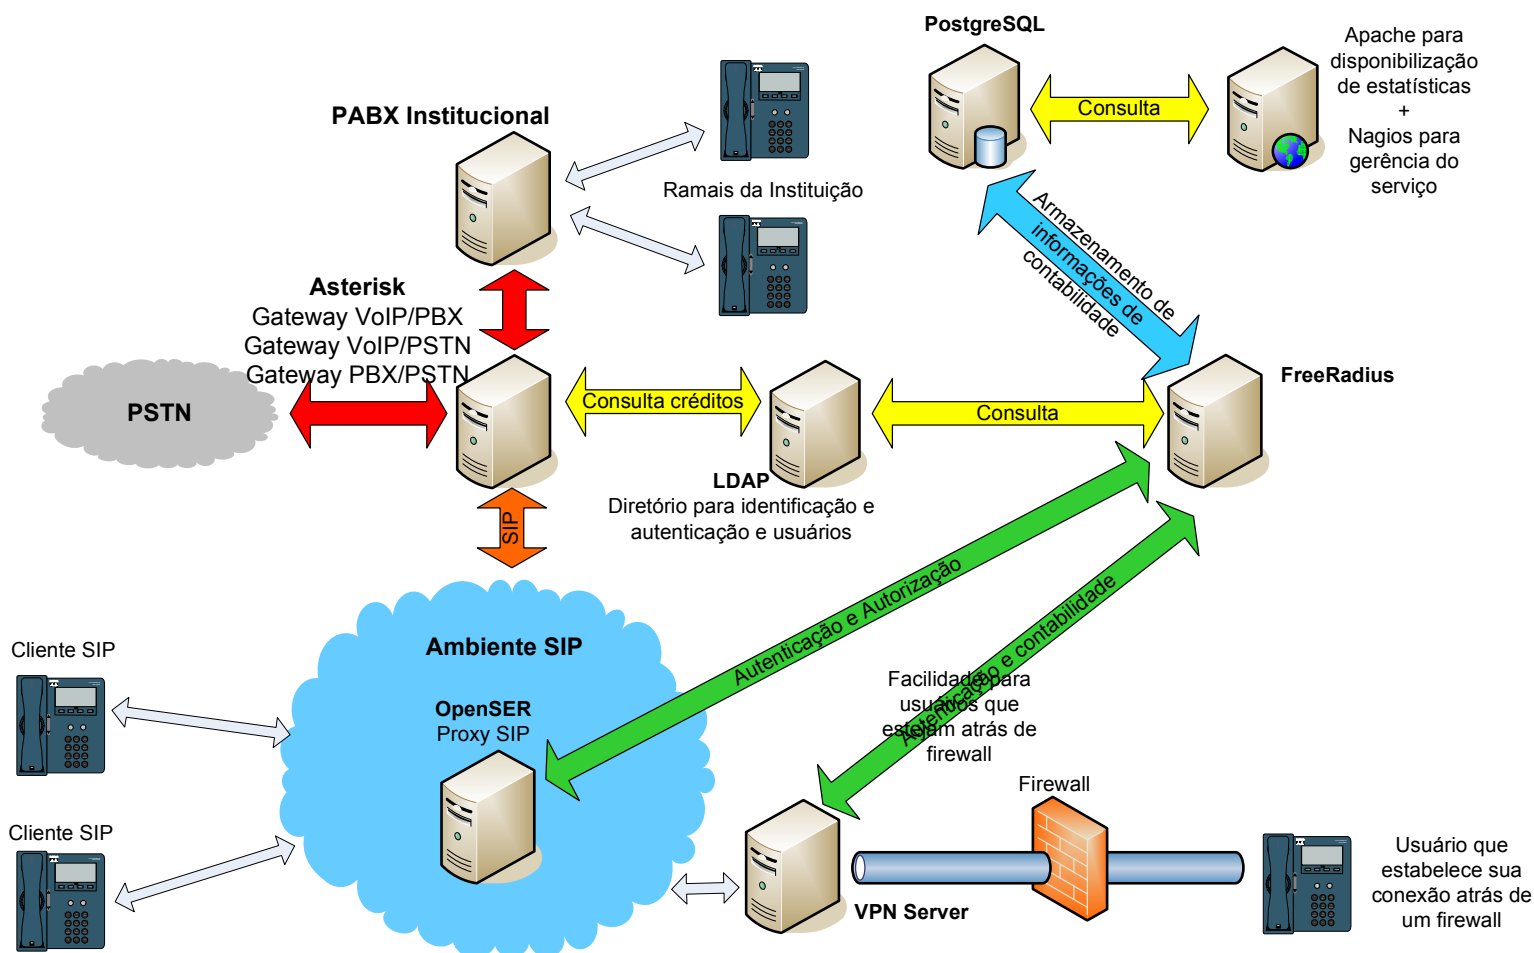 PostgreSQL
Apache para
disponibilização
de estatísticas
+
Nagios para
gerência do
serviço
Consulta
PABX Institucional
Ramais da Instituição
Armazenamento de
informações de
contabilidade
Asterisk
Gateway VoIP/PBX
Gateway VoIP/PSTN
Gateway PBX/PSTN
PSTN
Consulta créditos
Consulta
FreeRadius
LDAP
Diretório para identificação e
autenticação e usuários
SIP
Autenticação e Autorização
Autenticação e contabilidade
Ambiente SIP
OpenSER
Proxy SIP
Cliente SIP
Cliente SIP
Facilidade para
usuários que
estejam atrás de
firewall
Firewall
VPN Server
Usuário que
estabelece sua
conexão atrás de
um firewall